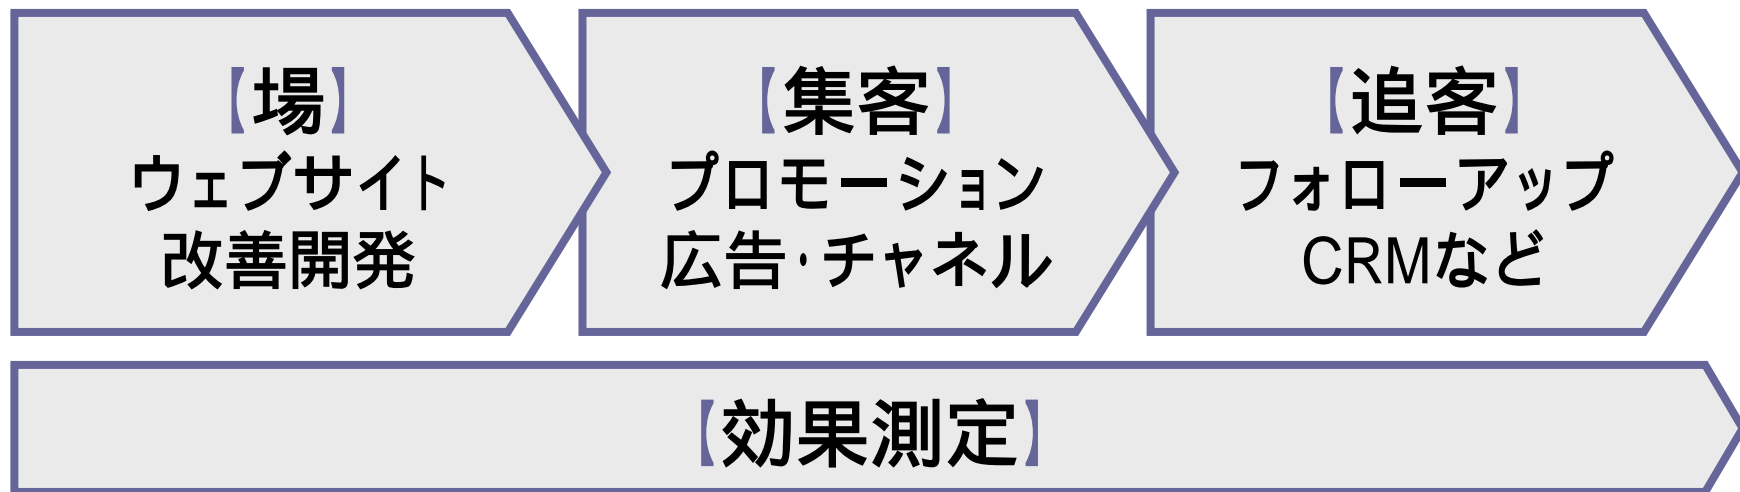 【場】
ウェブサイト
改善開発
【集客】
プロモーション
広告・チャネル
【追客】
フォローアップ
CRMなど
【効果測定】